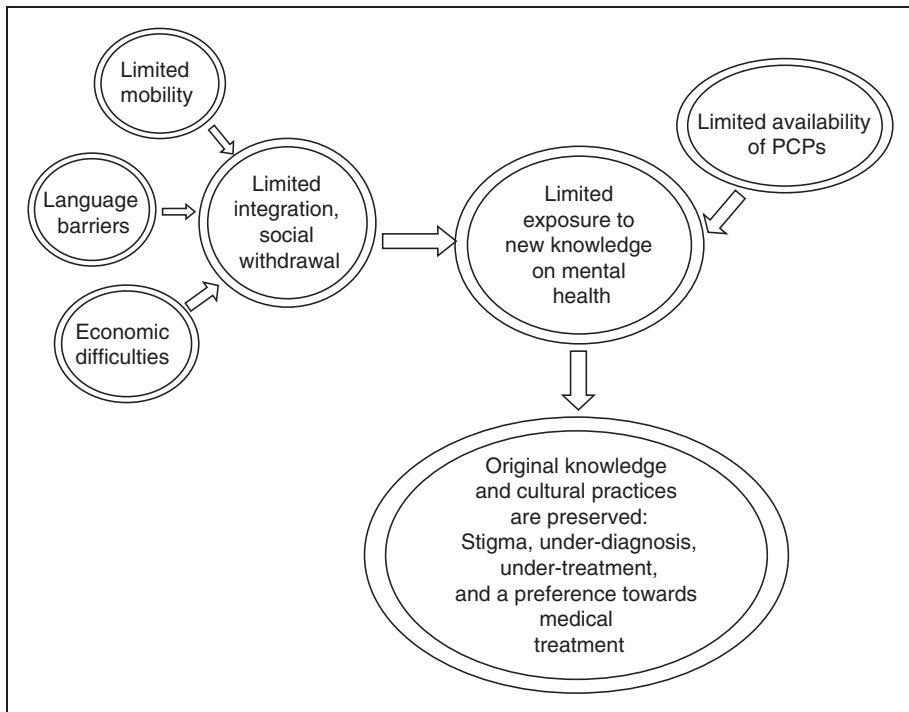 Limited
mobility
Language
barriers
Economic
difficulties
Limited
integration,
social
withdrawal
Limited
exposure to
new knowledge
on mental
health
Limited availability
of PCPs
Original knowledge
and cultural practices
are preserved:
Stigma, under-diagnosis,
under-treatment,
and a preference towards
medical
treatment